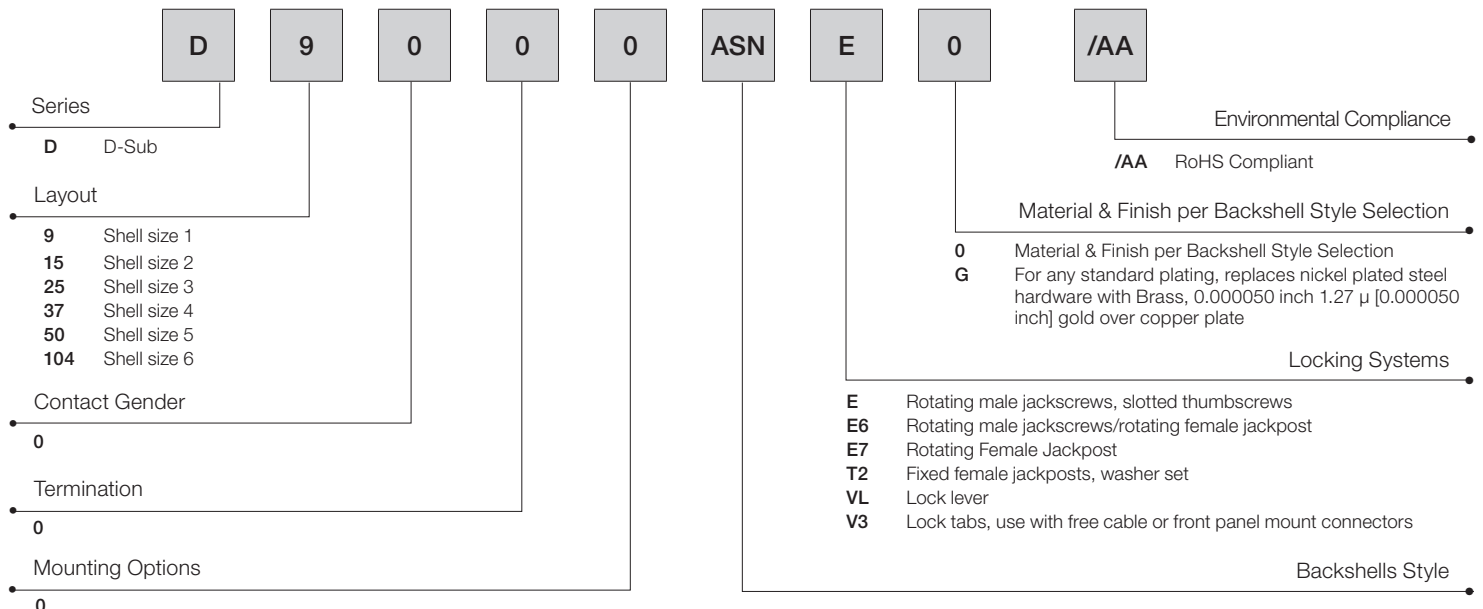 D 9 0 0 0 ASN E 0 /AA
Series
D D-Sub
Layout
9 Shell size 1
15 Shell size 2
25 Shell size 3
37 Shell size 4
50 Shell size 5
104 Shell size 6
Contact Gender
0
Termination
0
Mounting Options
0
Environmental Compliance
/AA RoHS Compliant
Material & Finish per Backshell Style Selection
0 Material & Finish per Backshell Style Selection
G For any standard plating, replaces nickel plated steel
hardware with Brass, 0.000050 inch 1.27 μ [0.000050
inch] gold over copper plate
Locking Systems
E Rotating male jackscrews, slotted thumbscrews
E6 Rotating male jackscrews/rotating female jackpost
E7 Rotating Female Jackpost
T2 Fixed female jackposts, washer set
VL Lock lever
V3 Lock tabs, use with free cable or front panel mount connectors
Backshells Style